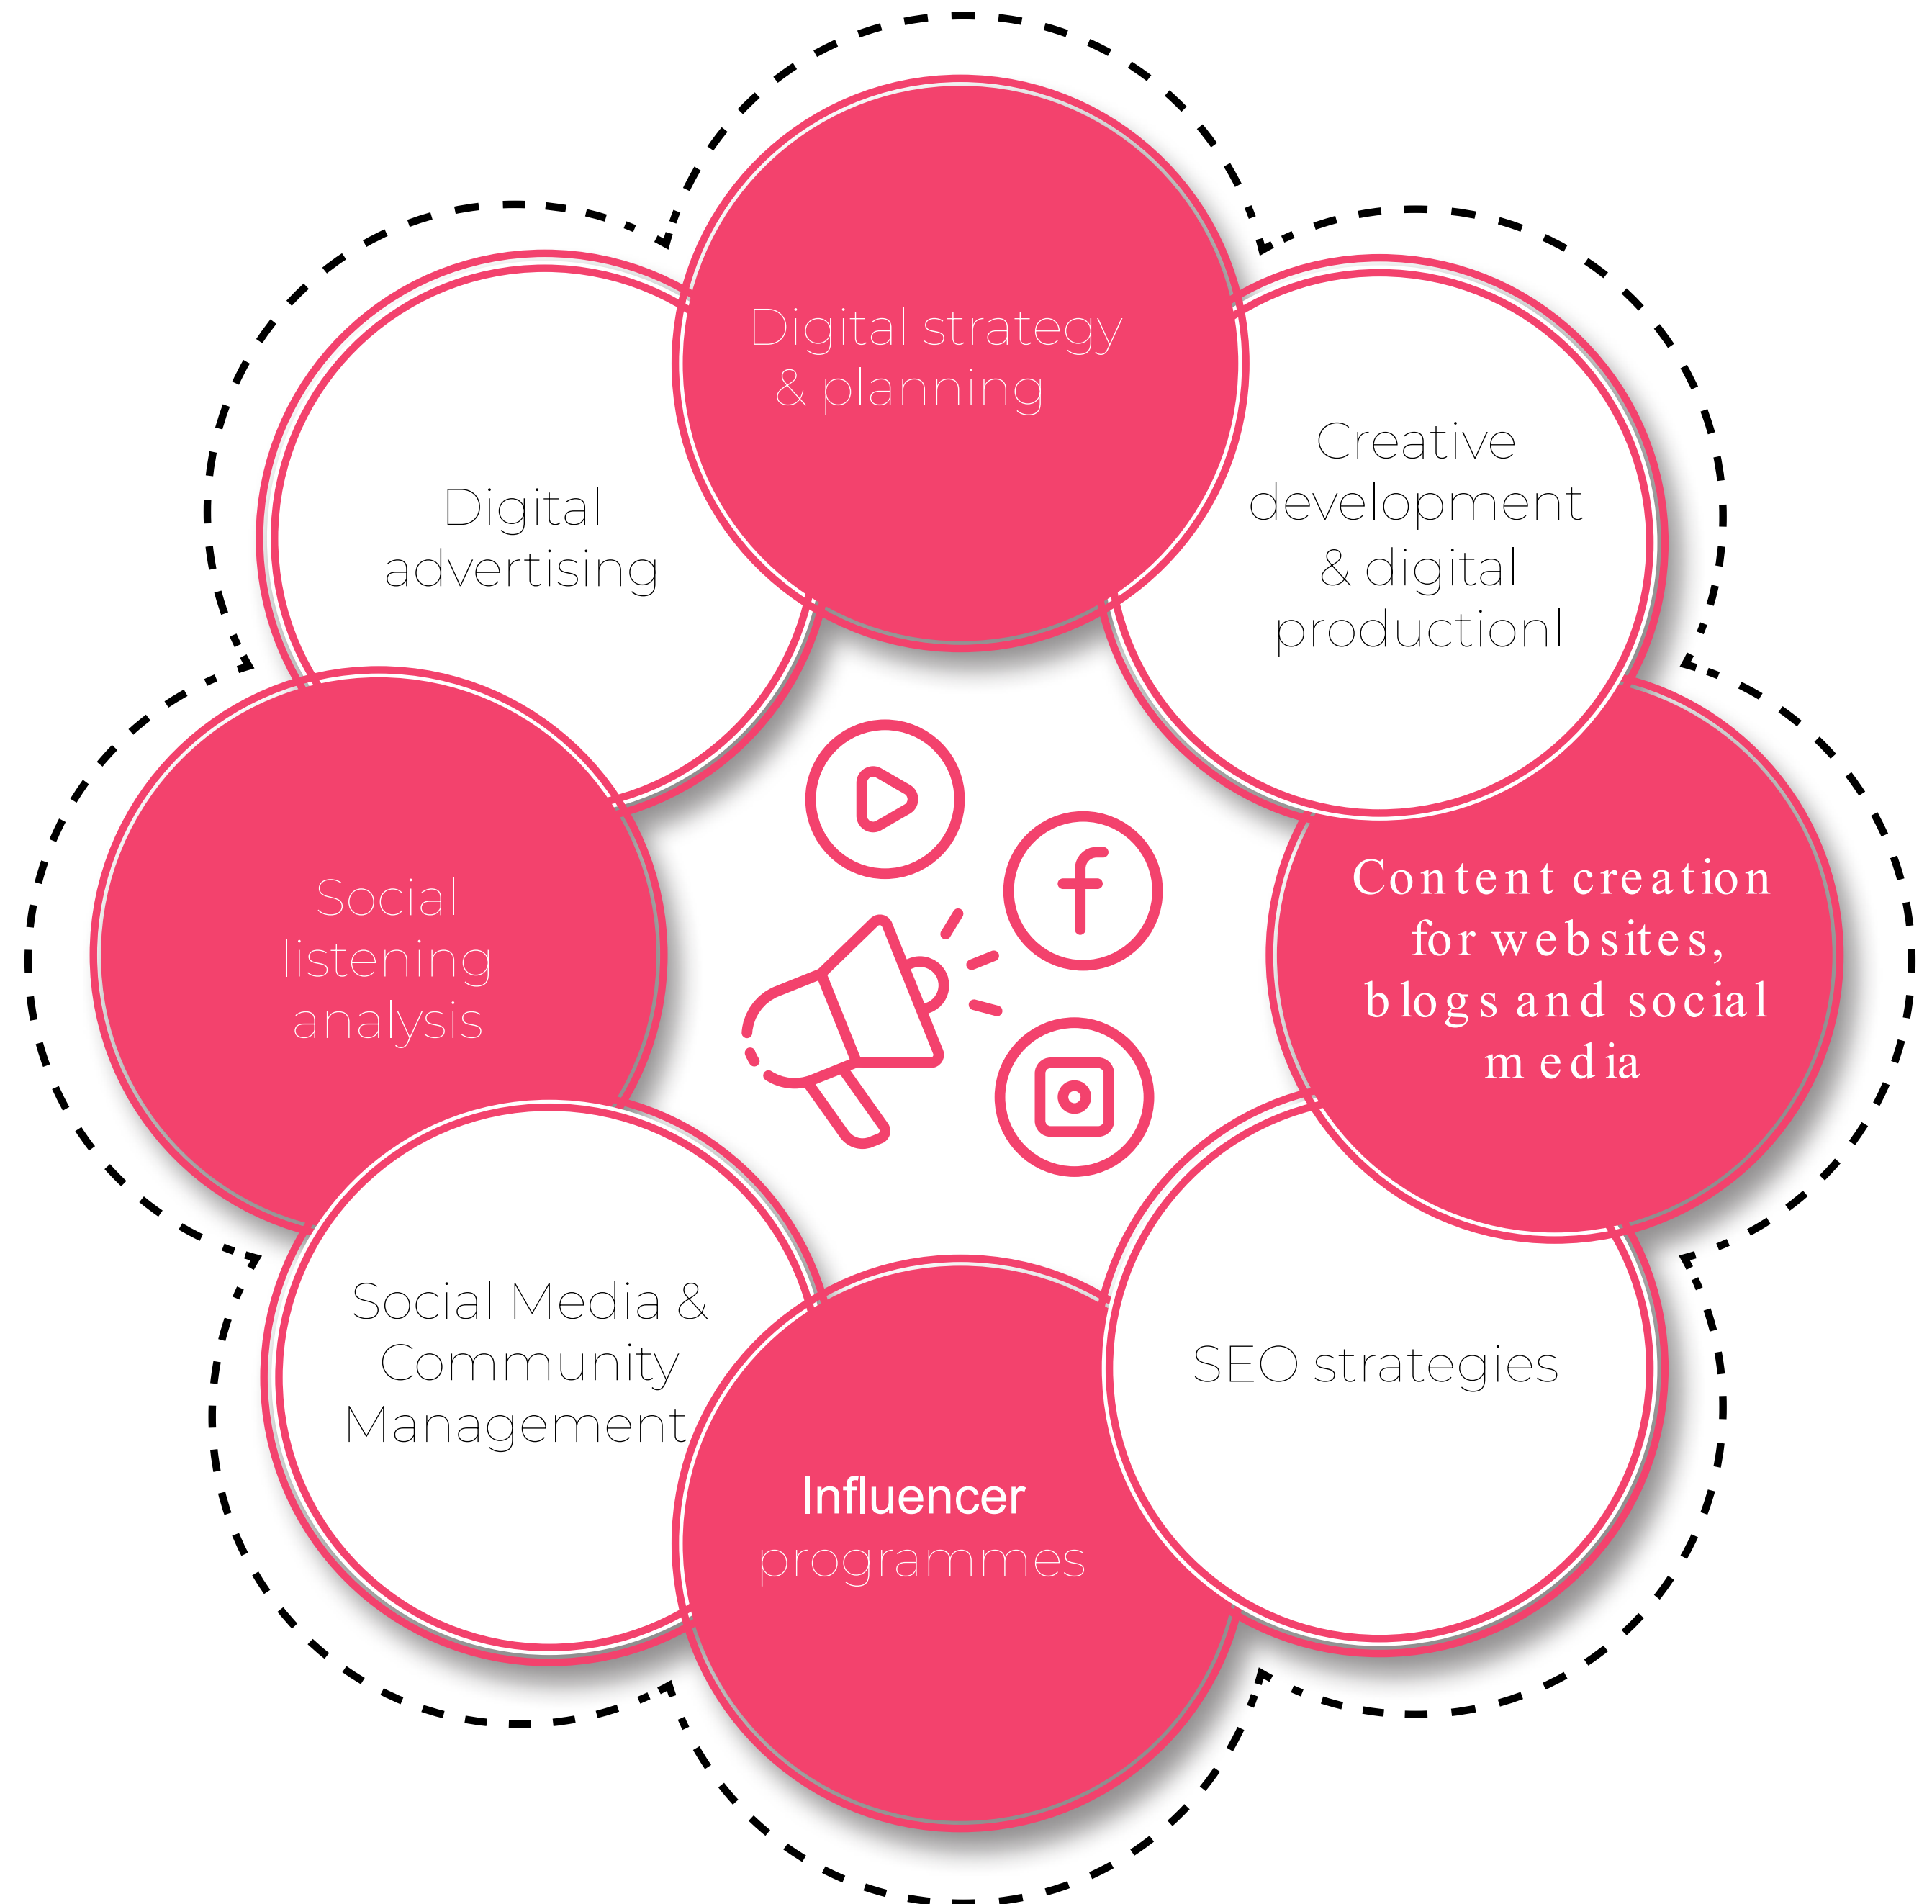 Digital strategy
& planning
Creative
development
& digital
productionl
Content creation
for websites,
blogs and social
media
SEO strategies
Influencer
programmes
Social Media &
Community
Management
Social
listening
analysis
Digital
advertising